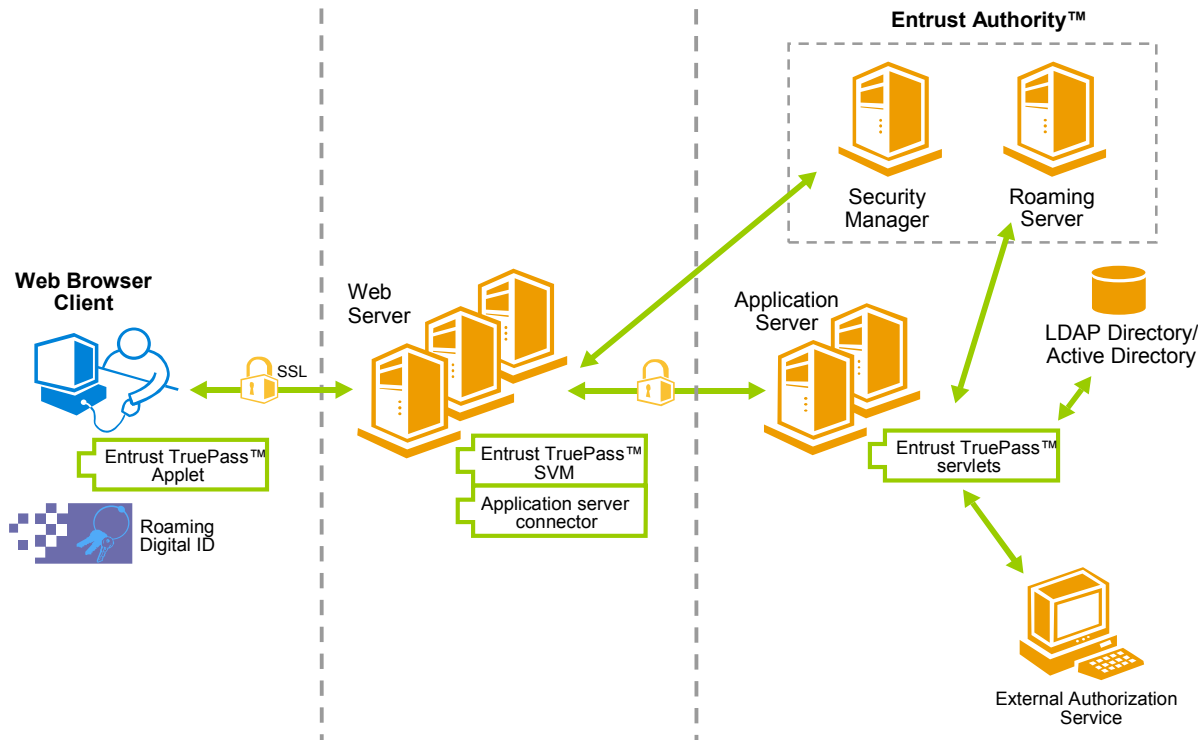 Entrust Authority™
Security
Manager
Roaming
Server
Web Browser
Client
SSL
Entrust TruePass™
Applet
Roaming
Digital ID
Web
Server
Entrust TruePass™
SVM
Application server
connector
Application
Server
LDAP Directory/
Active Directory
Entrust TruePass™
servlets
External Authorization
Service